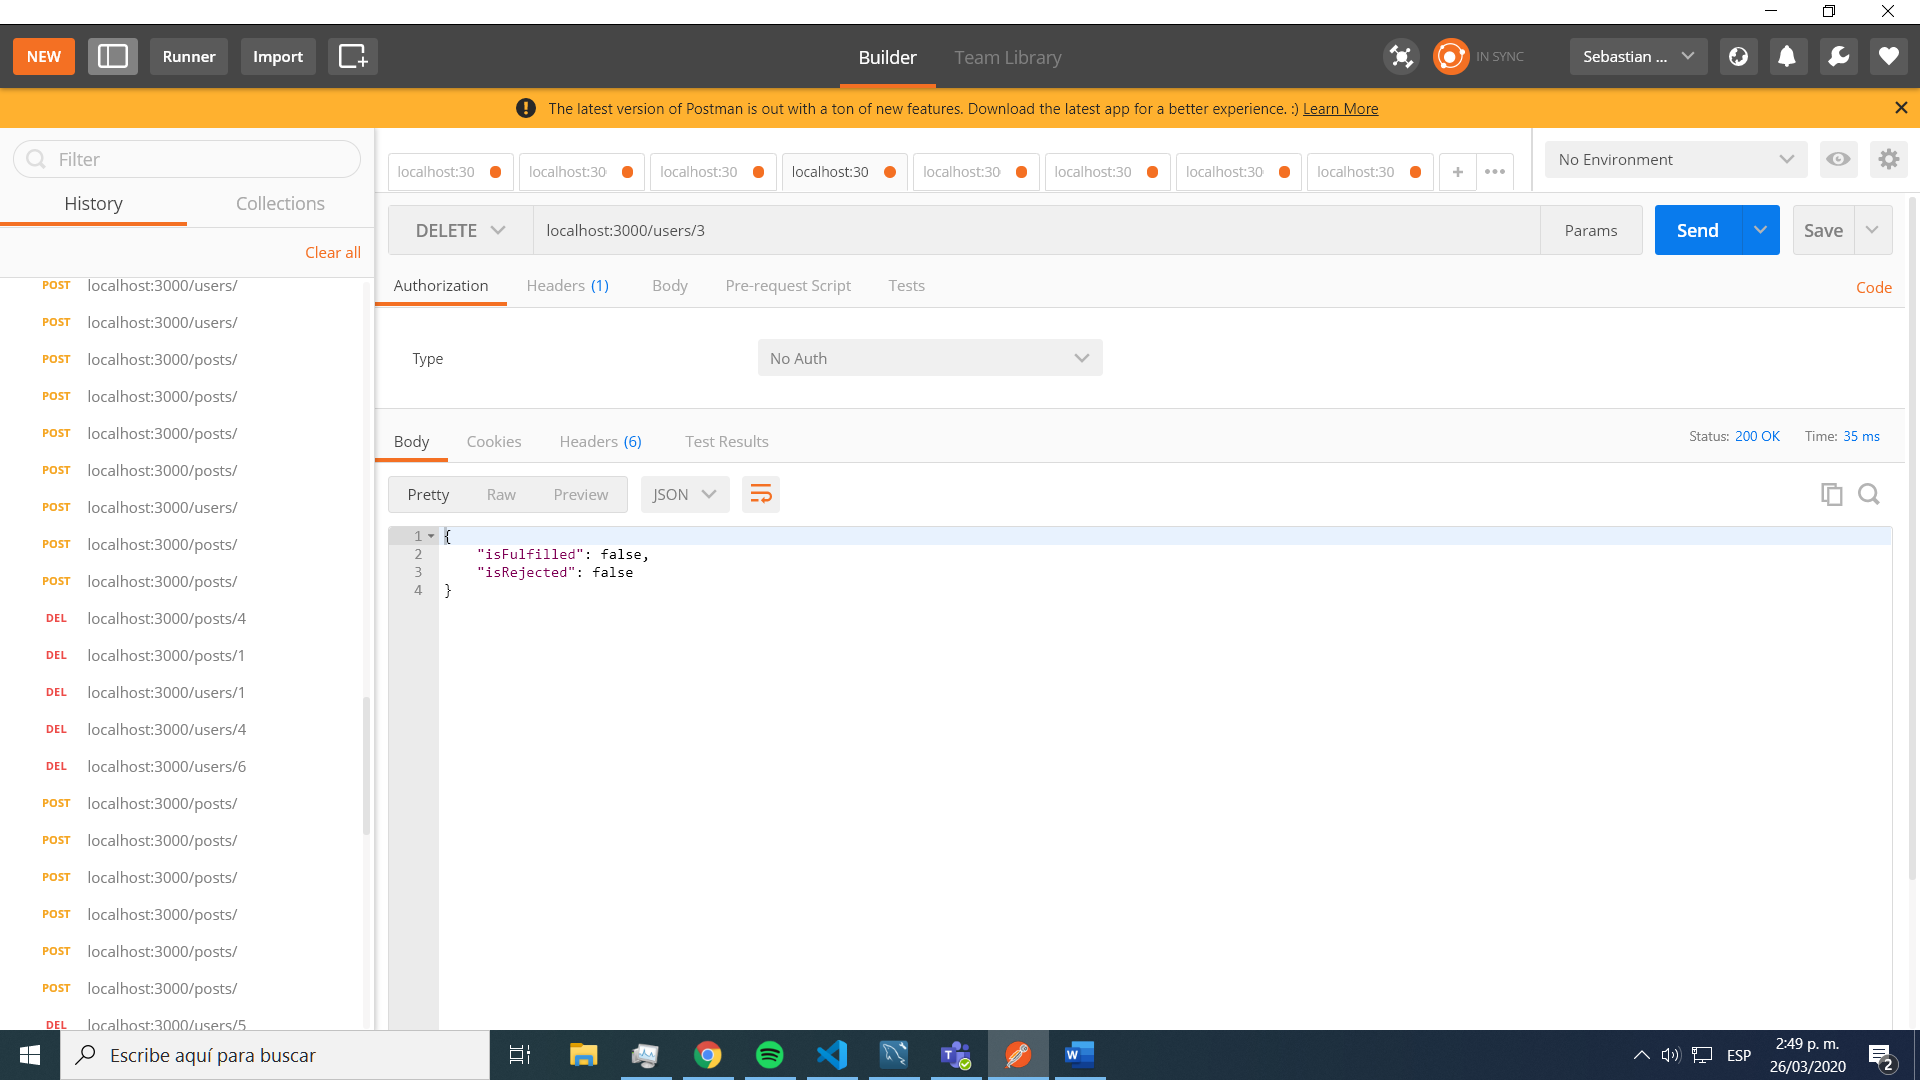 NEW
Runner
Import
Builder
Team Library
IN SYNC
Sebastian ...
The latest version of Postman is out with a ton of new features. Download the latest app for a better experience. :) Learn More
Filter
History
Collections
Clear all
POST localhost:3000/users/
POST localhost:3000/users/
POST localhost:3000/posts/
POST localhost:3000/posts/
POST localhost:3000/posts/
POST localhost:3000/posts/
POST localhost:3000/users/
POST localhost:3000/posts/
POST localhost:3000/posts/
DEL localhost:3000/posts/4
DEL localhost:3000/posts/1
DEL localhost:3000/users/1
DEL localhost:3000/users/4
DEL localhost:3000/users/6
POST localhost:3000/posts/
POST localhost:3000/posts/
POST localhost:3000/posts/
POST localhost:3000/posts/
POST localhost:3000/posts/
POST localhost:3000/posts/
DEL localhost:3000/users/5
localhost:30 localhost:30 localhost:30 localhost:30 localhost:30 localhost:30 localhost:30 localhost:30
No Environment
DELETE
localhost:3000/users/3
Params
Send
Save
Authorization
Headers (1)
Body
Pre-request Script
Tests
Code
Type
No Auth
Body
Cookies
Headers (6)
Test Results
Status: 200 OK
Time: 35 ms
Pretty
Raw
Preview
JSON
1 {
2 "isFulfilled": false,
3 "isRejected": false
4 }
Escribe aquí para buscar
ESP
2:49 p. m.
26/03/2020
2